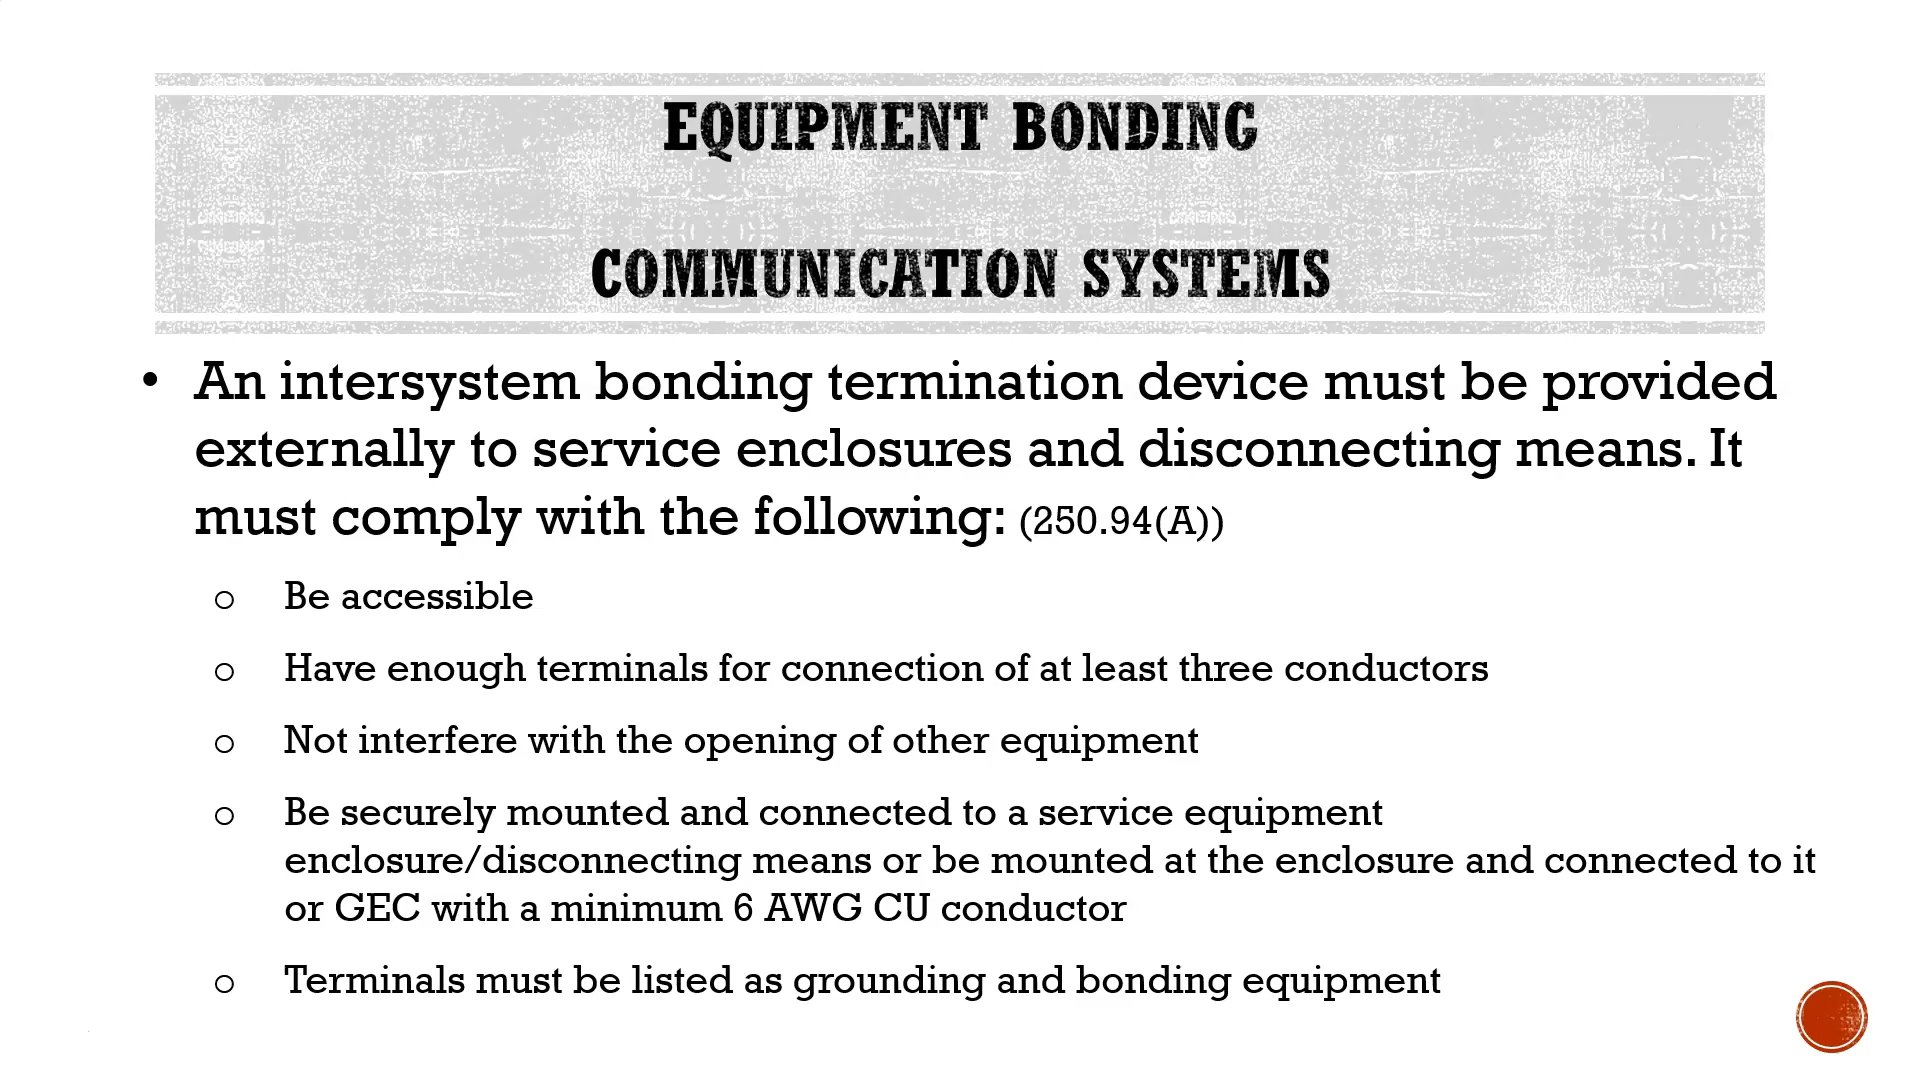 EQUIPMENT BONDING
COMMUNICATION SYSTEMS
• An intersystem bonding termination device must be provided
externally to service enclosures and disconnecting means. It
must comply with the following: (250.94(A))
o Be accessible
o Have enough terminals for connection of at least three conductors
o Not interfere with the opening of other equipment
o Be securely mounted and connected to a service equipment
enclosure/disconnecting means or be mounted at the enclosure and connected to it
or GEC with a minimum 6 AWG CU conductor
o Terminals must be listed as grounding and bonding equipment